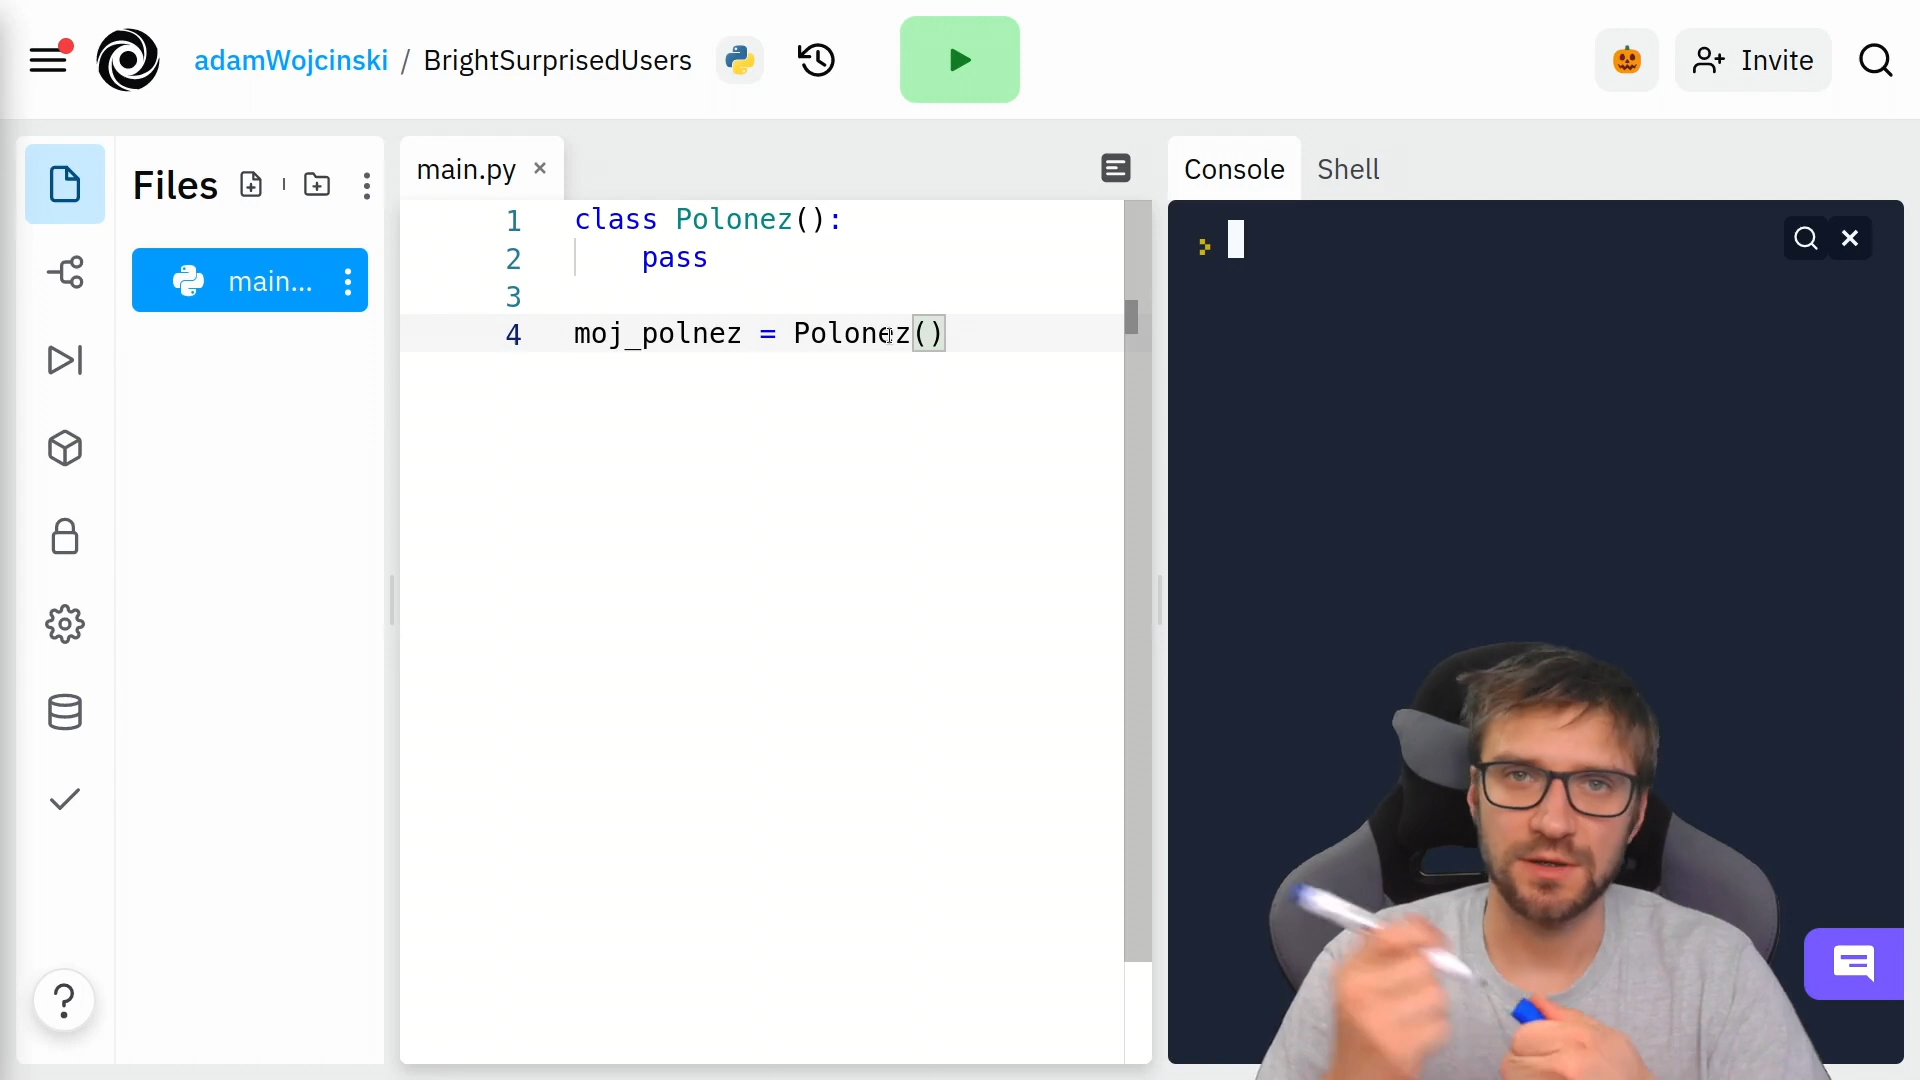 adamWojcinski / BrightSurprisedUsers
Invite
Files
main...
main.py ×
1 class Polonez():
2 pass
3
4 moj_polnez = Polonez()
Console
Shell
?